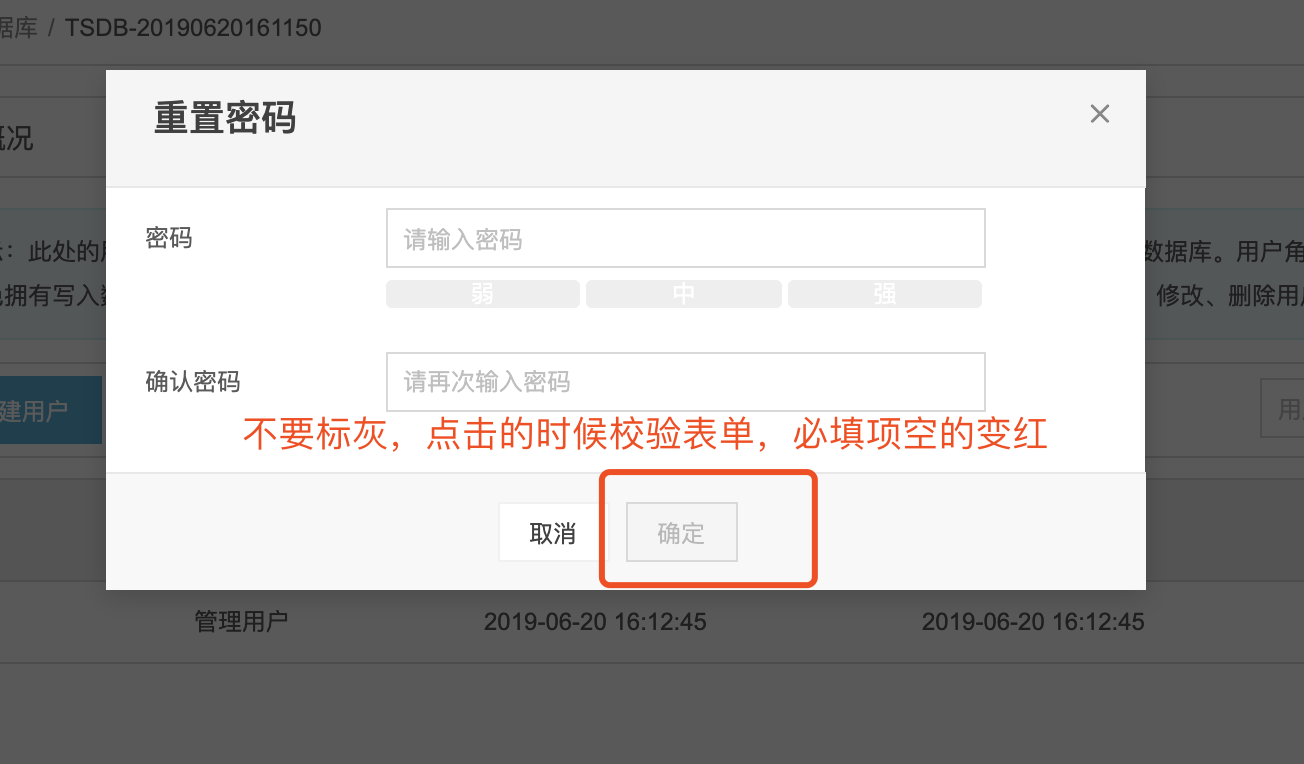 据库 / TSDB-20190620161150
重置密码
概况
密码
请输入密码
弱 中 强
：此处的用
数据库。用户角
拥有写入数
修改、删除用户
确认密码
请再次输入密码
建用户
用
不要标灰，点击的时候校验表单，必填项空的变红
取消
确定
管理用户 2019-06-20 16:12:45 2019-06-20 16:12:45